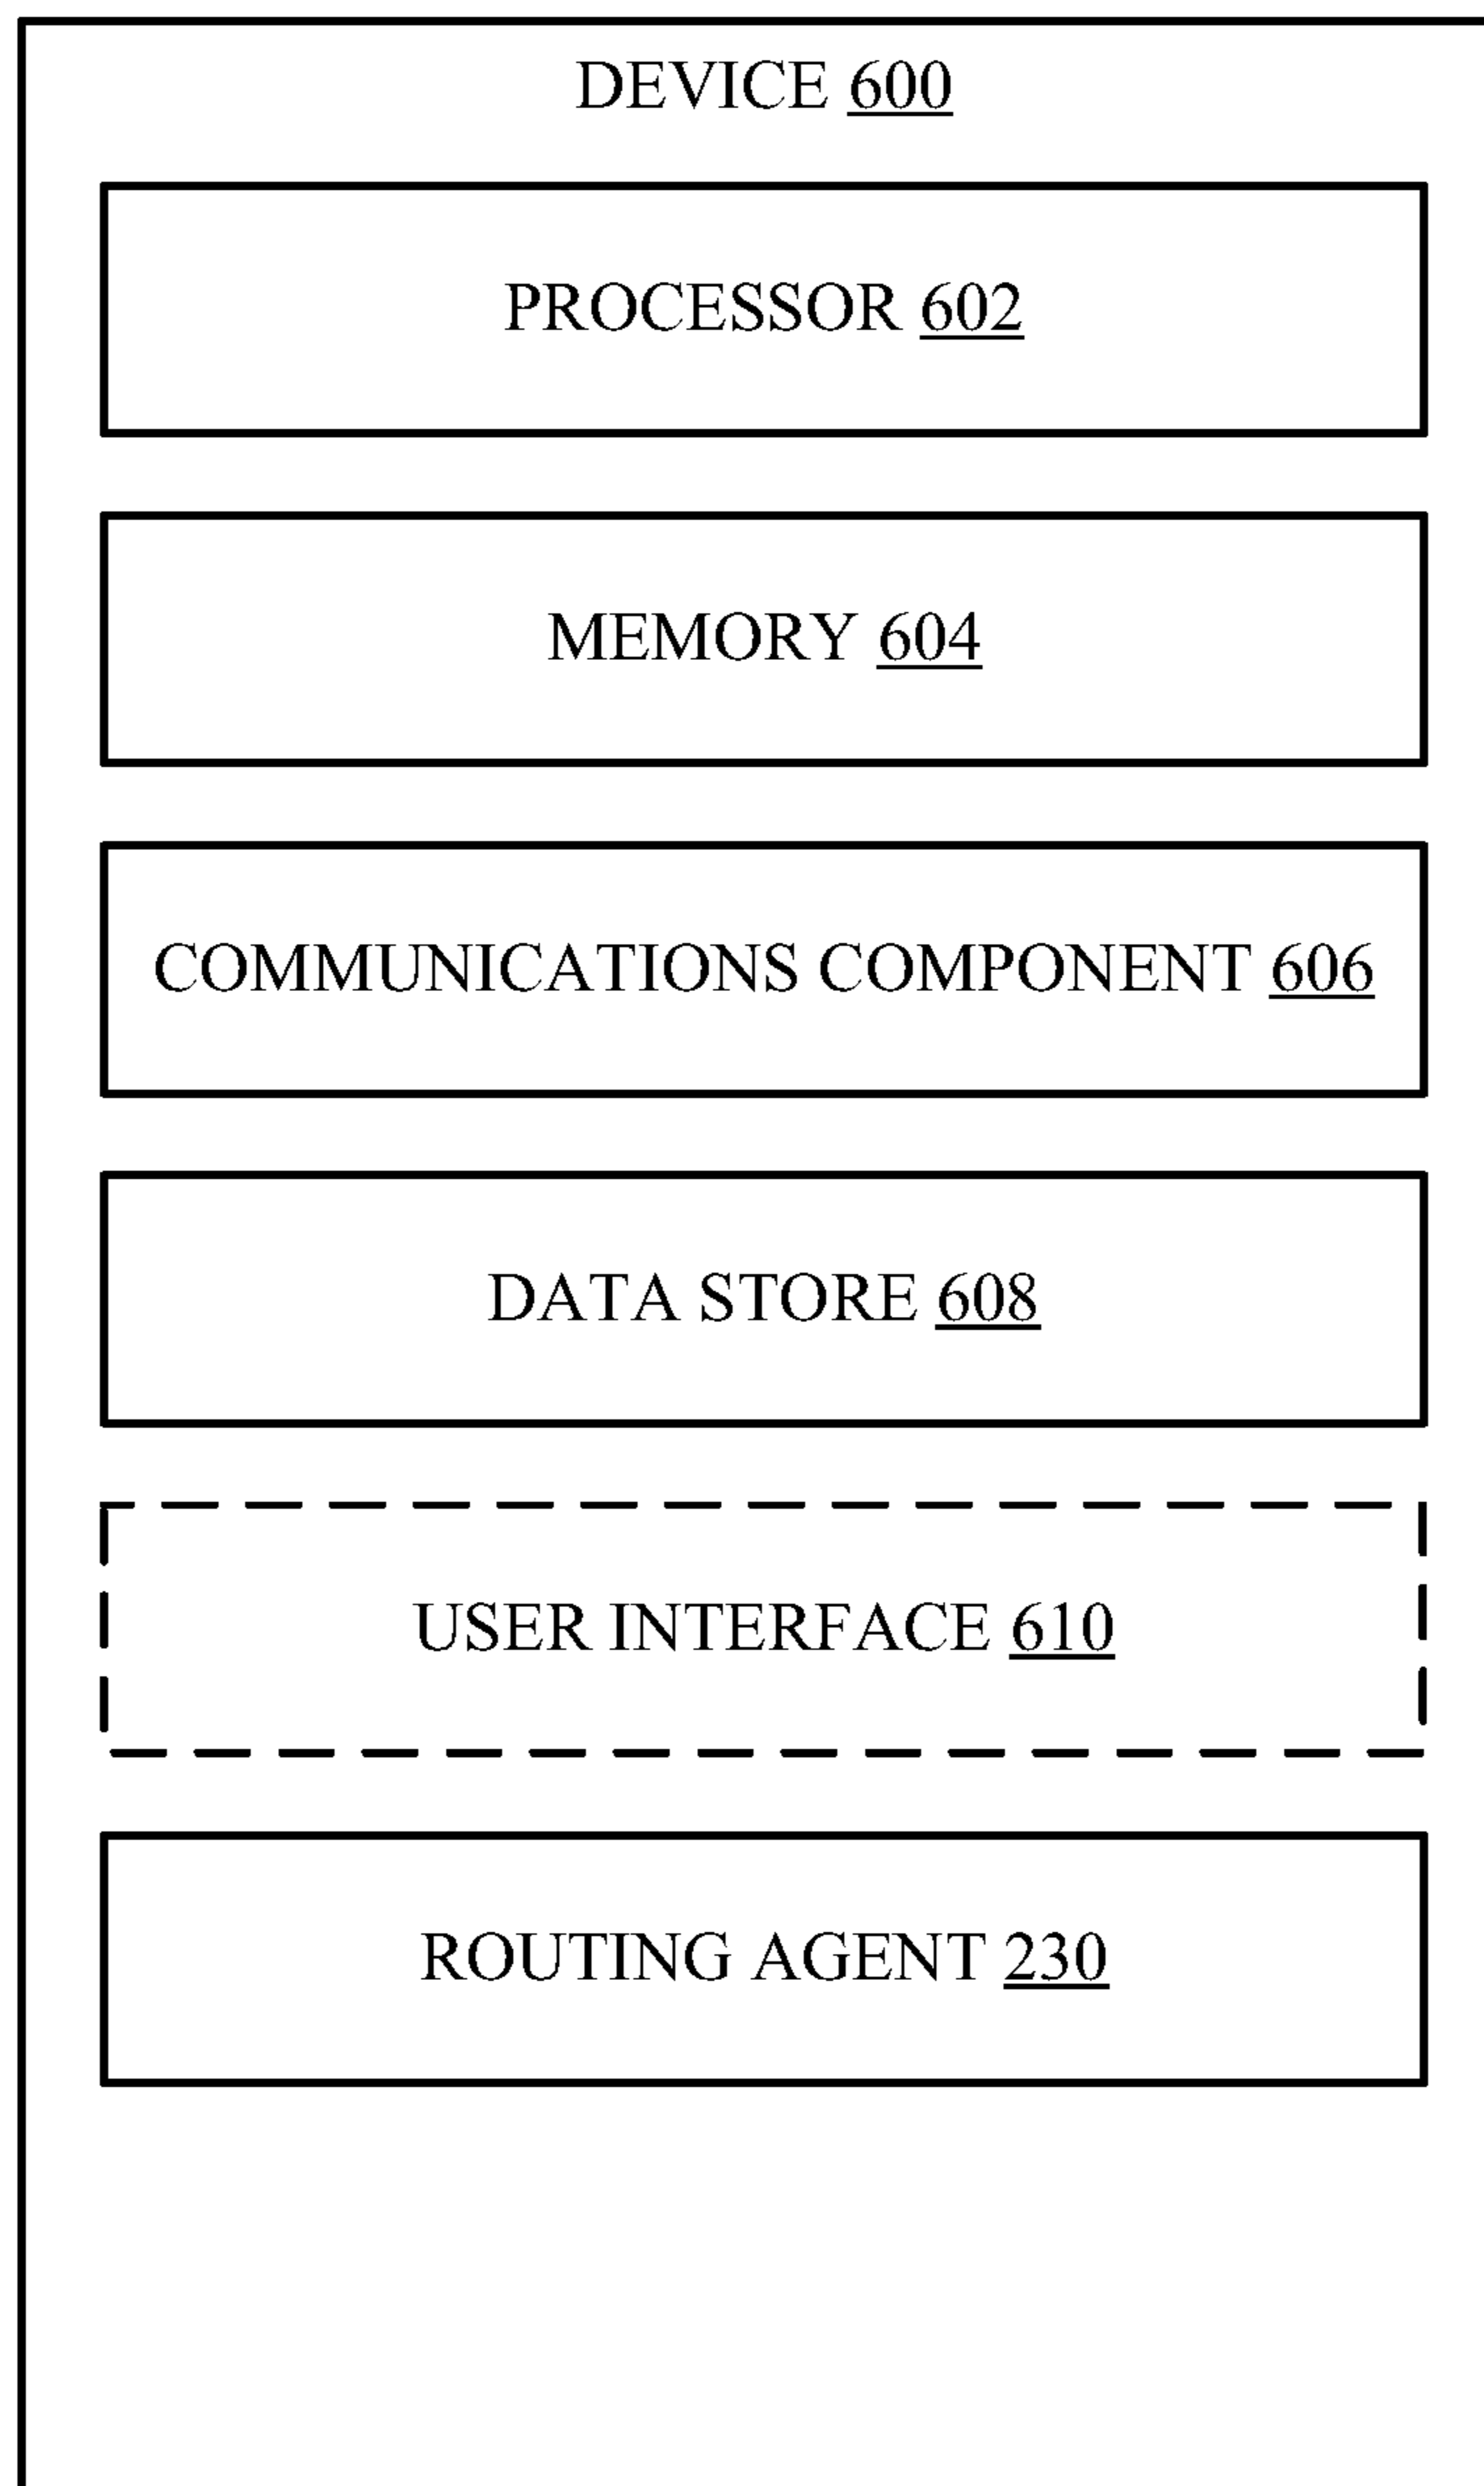 DEVICE 600
PROCESSOR 602
MEMORY 604
COMMUNICATIONS COMPONENT 606
DATA STORE 608
USER INTERFACE 610
ROUTING AGENT 230